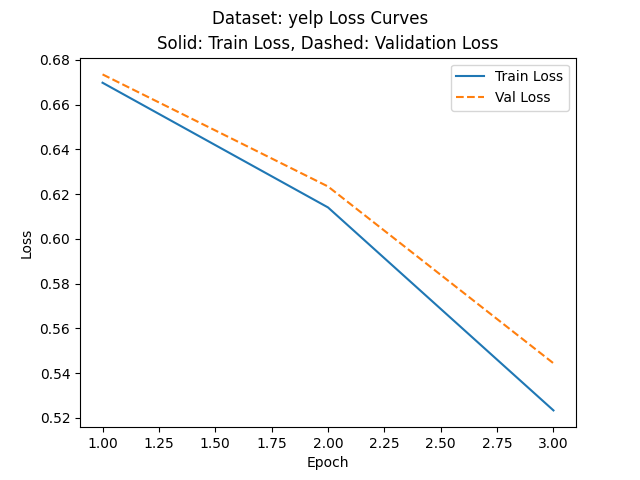 Dataset: yelp Loss Curves
Solid: Train Loss, Dashed: Validation Loss
Train Loss
Val Loss
0.68
0.66
0.64
0.62
0.60
0.58
0.56
0.54
0.52
Loss
1.00 1.25 1.50 1.75 2.00 2.25 2.50 2.75 3.00
Epoch